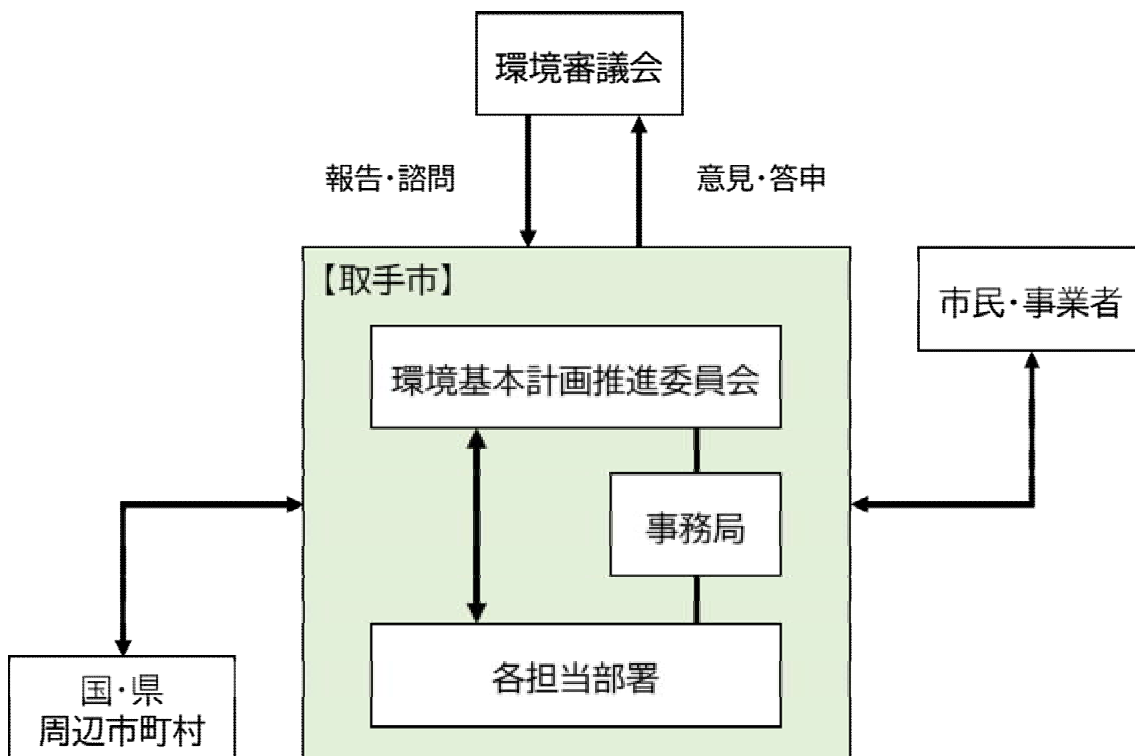 環境審議会
報告・諮問
意見・答申
【取手市】
市民・事業者
環境基本計画推進委員会
事務局
各担当部署
国・県
周辺市町村